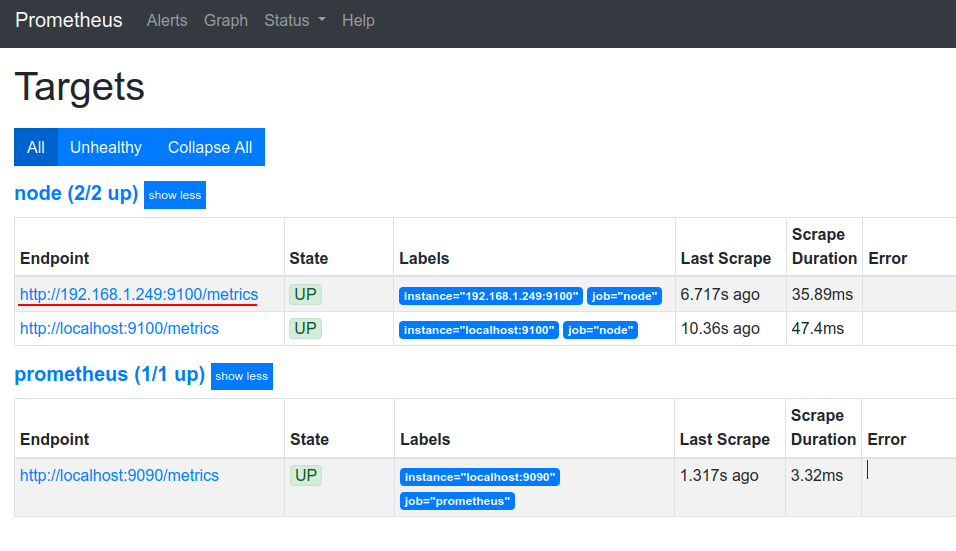 Prometheus Alerts Graph Status Help
Targets
All Unhealthy Collapse All
node (2/2 up) show less
Endpoint State Labels Last Scrape Scrape Duration Error
http://192.168.1.249:9100/metrics UP instance="192.168.1.249:9100" job="node" 6.717s ago 35.89ms
http://localhost:9100/metrics UP instance="localhost:9100" job="node" 10.36s ago 47.4ms
prometheus (1/1 up) show less
Endpoint State Labels Last Scrape Scrape Duration Error
http://localhost:9090/metrics UP instance="localhost:9090" 1.317s ago 3.32ms
job="prometheus"